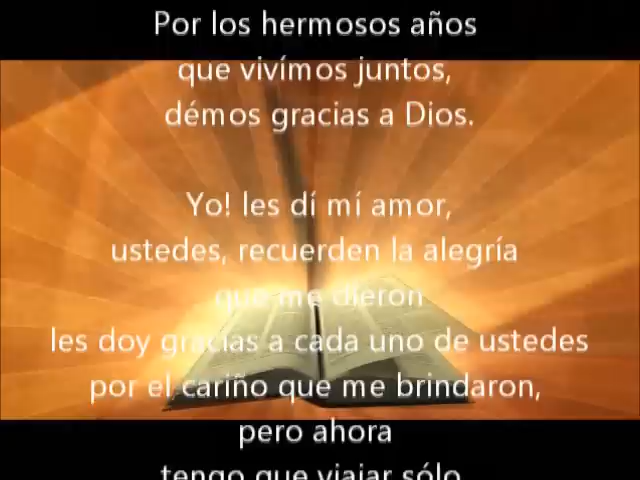 Por los hermosos años
que vivímos juntos,
démos gracias a Dios.
Yo! les dí mí amor,
ustedes, recuerden la alegría
que me dieron
les doy gracias a cada uno de ustedes
por el cariño que me brindaron,
pero ahora
tengo que viajar sólo